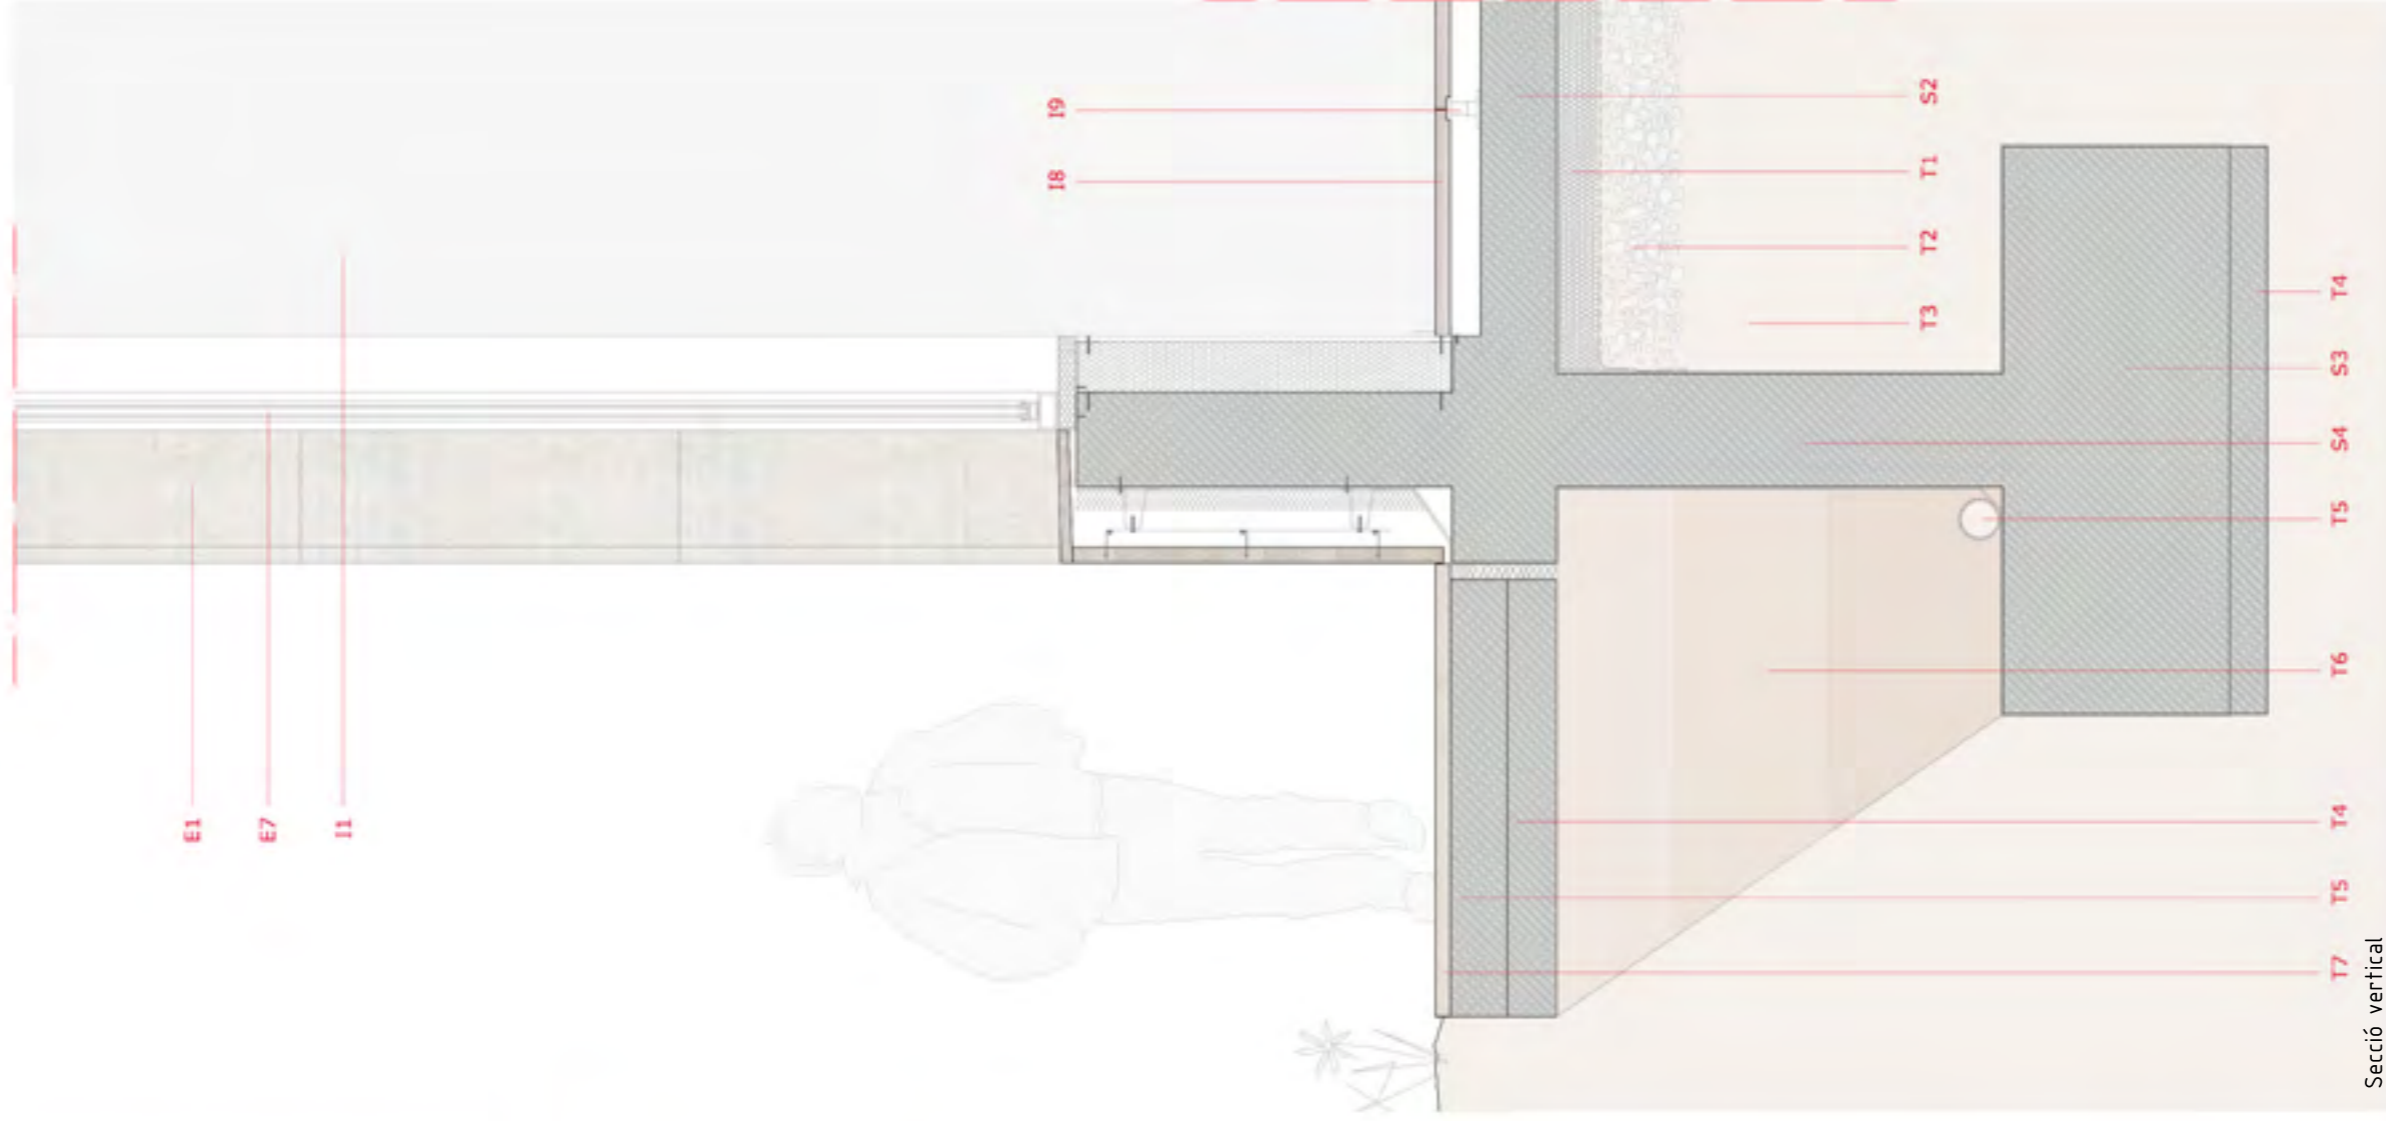 E1
E7
I1
I8 I9
T3 T2 T1 S2
T7 T5 T4 T6 T5 S4 S3 T4
Secció vertical